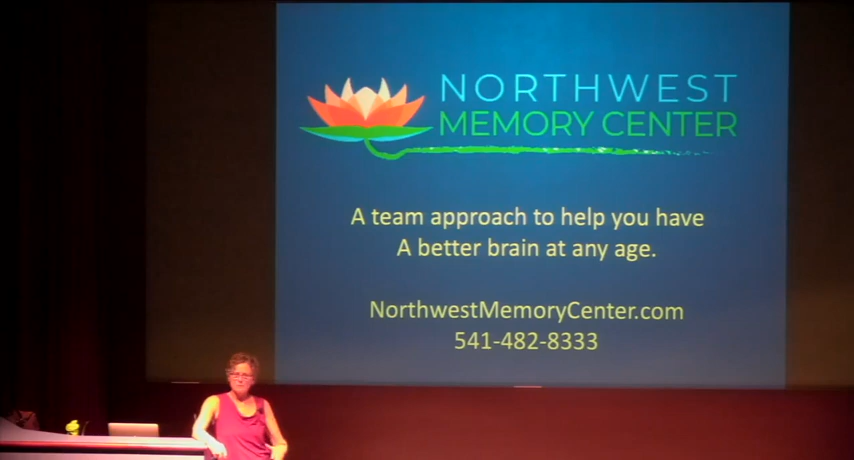 NORTHWEST
MEMORY CENTER
A team approach to help you have
A better brain at any age.
NorthwestMemoryCenter.com
541-482-8333